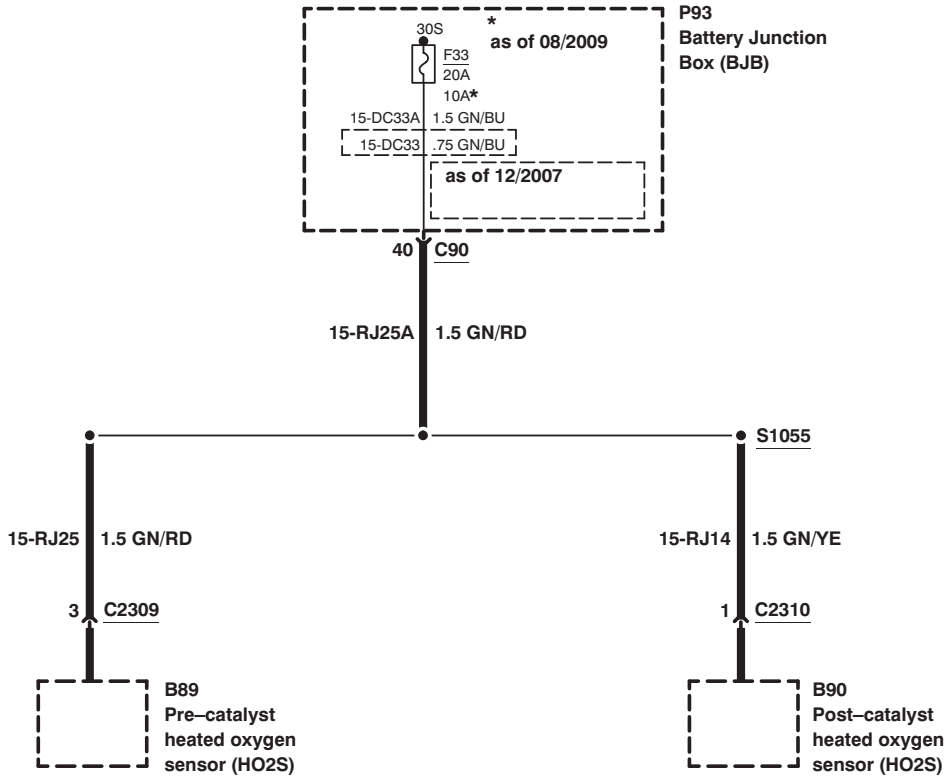 30S
*
as of 08/2009
F33
20A
10A*
15-DC33A 1.5 GN/BU
15-DC33 .75 GN/BU
as of 12/2007
P93
Battery Junction
Box (BJB)
40 C90
15-RJ25A 1.5 GN/RD
S1055
15-RJ25 1.5 GN/RD
15-RJ14 1.5 GN/YE
3 C2309
1 C2310
B89
Pre–catalyst
heated oxygen
sensor (HO2S)
B90
Post–catalyst
heated oxygen
sensor (HO2S)